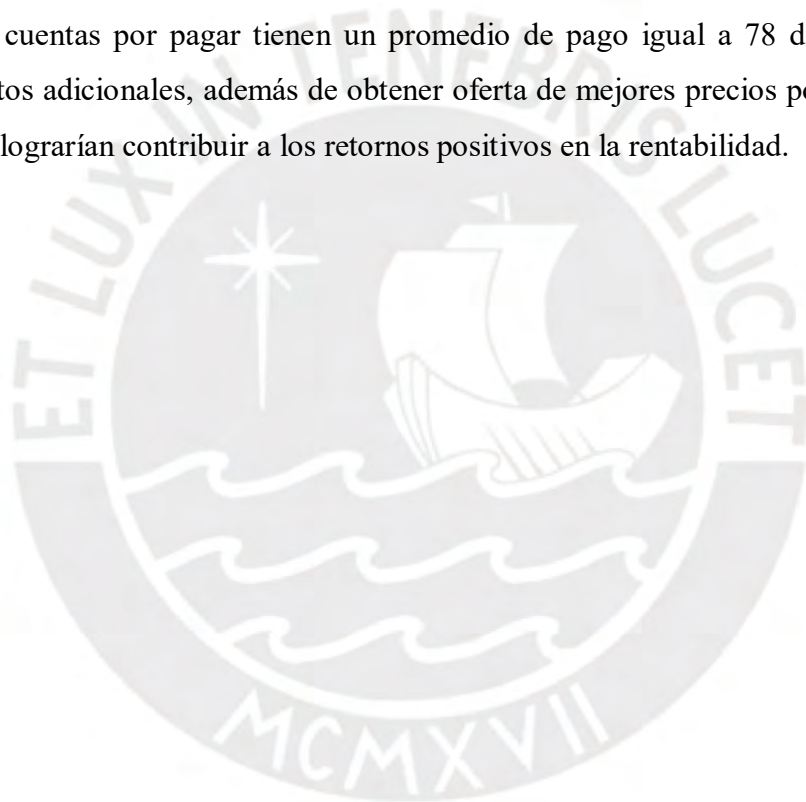 cuentas por pagar tienen un promedio de pago igual a 78 d
tos adicionales, además de obtener oferta de mejores precios po
lograrían contribuir a los retornos positivos en la rentabilidad.
ET LUX IN TENEBRIS LUCET
MCMXVII